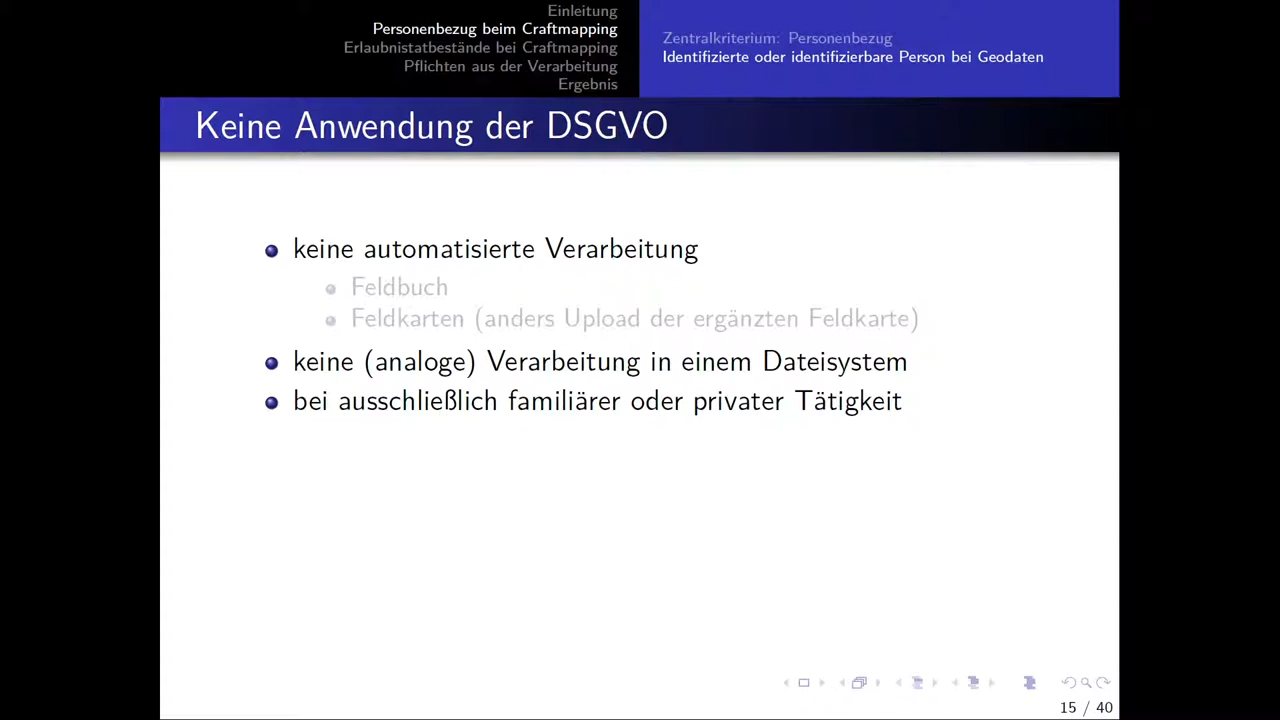 Einleitung
Personenbezug beim Craftmapping
Erlaubnistatbestände bei Craftmapping
Pflichten aus der Verarbeitung
Ergebnis
Zentralkriterium: Personenbezug
Identifizierte oder identifizierbare Person bei Geodaten
Keine Anwendung der DSGVO
keine automatisierte Verarbeitung
Feldbuch
Feldkarten (anders Upload der ergänzten Feldkarte)
keine (analoge) Verarbeitung in einem Dateisystem
bei ausschließlich familiärer oder privater Tätigkeit
15 / 40